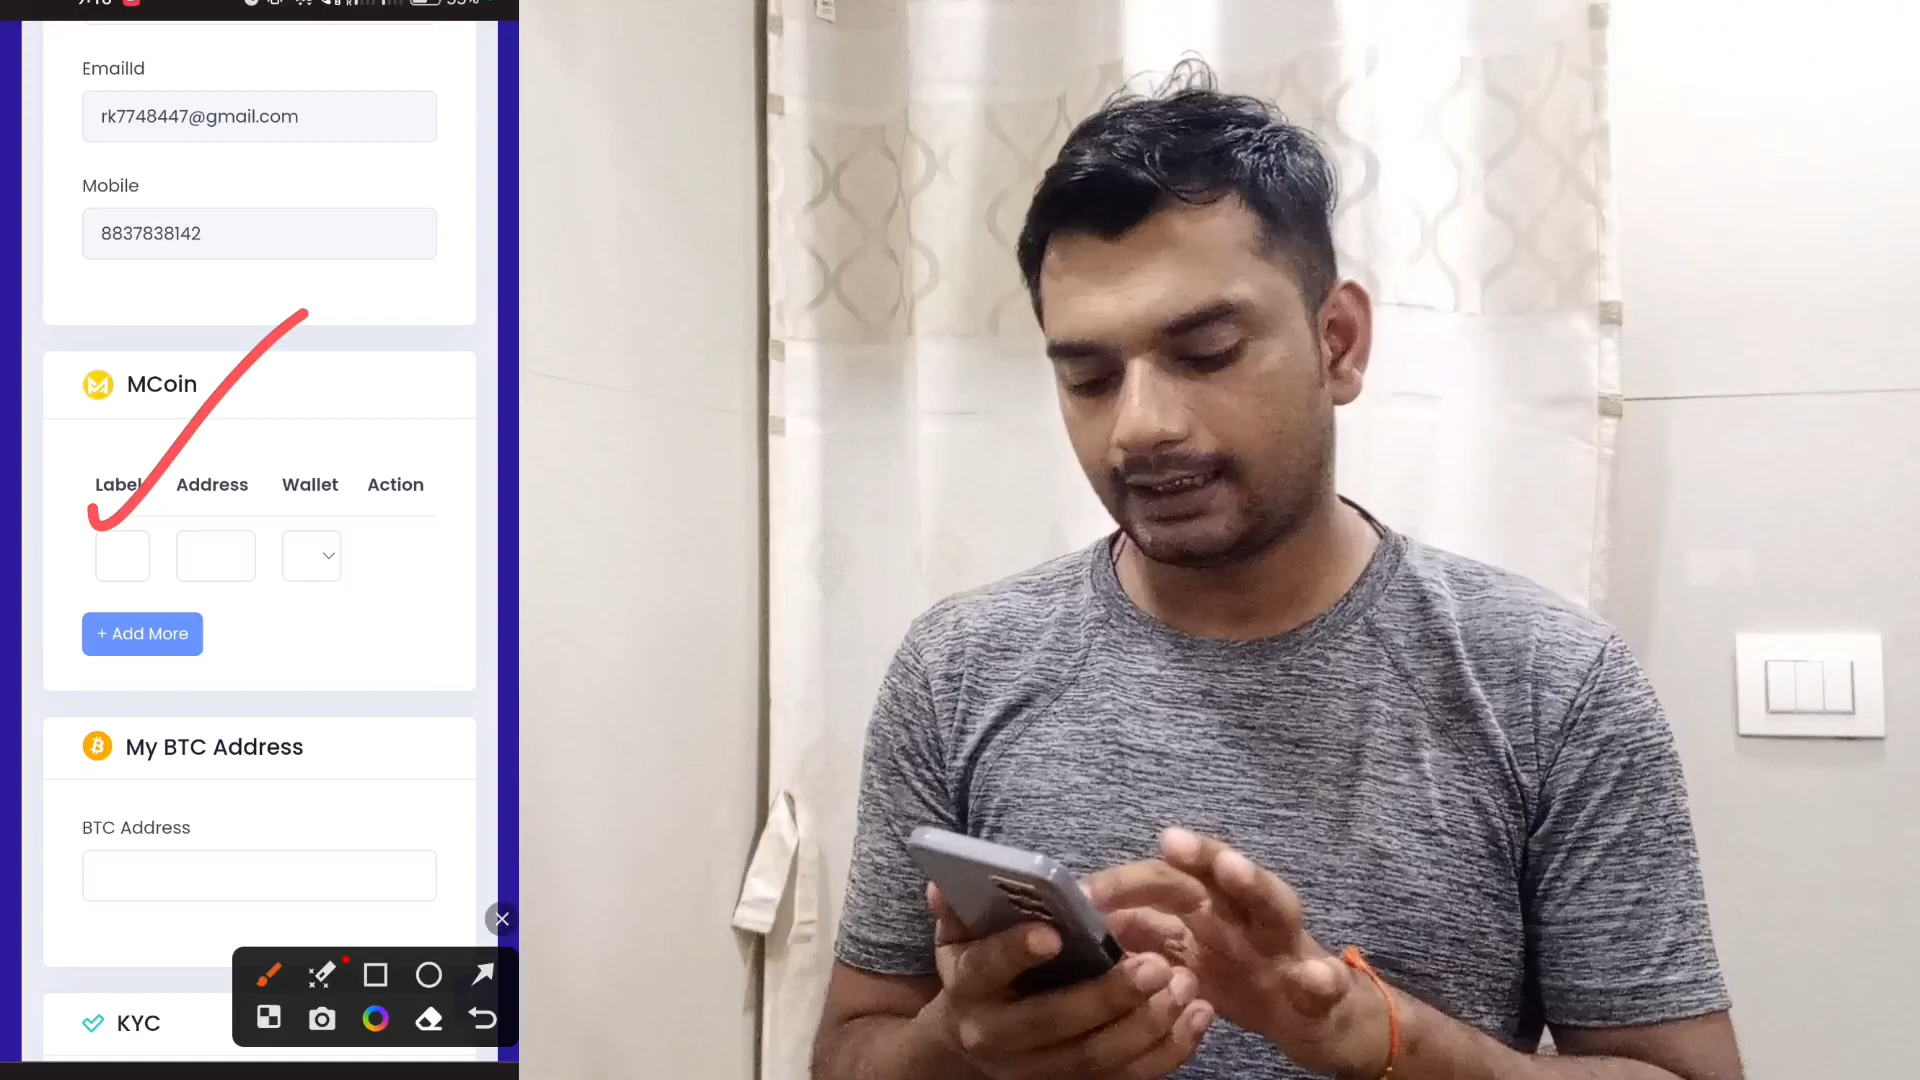 EmailId
rk7748447@gmail.com
Mobile
8837838142
MCoin
Label Address Wallet Action
+ Add More
My BTC Address
BTC Address
KYC